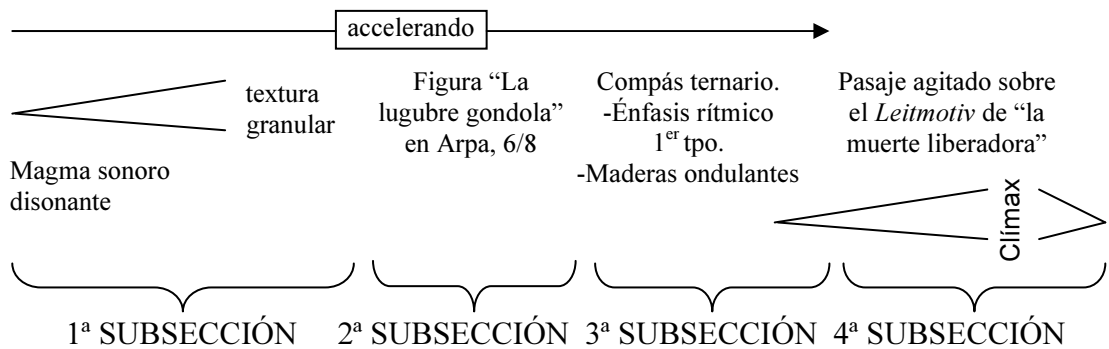 accelerando
textura
granular
Magma sonoro
disonante
Figura “La
lugubre gondola”
en Arpa, 6/8
Compás ternario.
-Énfasis rítmico
1er tpo.
-Maderas ondulantes
Pasaje agitado sobre
el Leitmotiv de “la
muerte liberadora”
Clímax
1ª SUBSECCIÓN
2ª SUBSECCIÓN
3ª SUBSECCIÓN
4ª SUBSECCIÓN